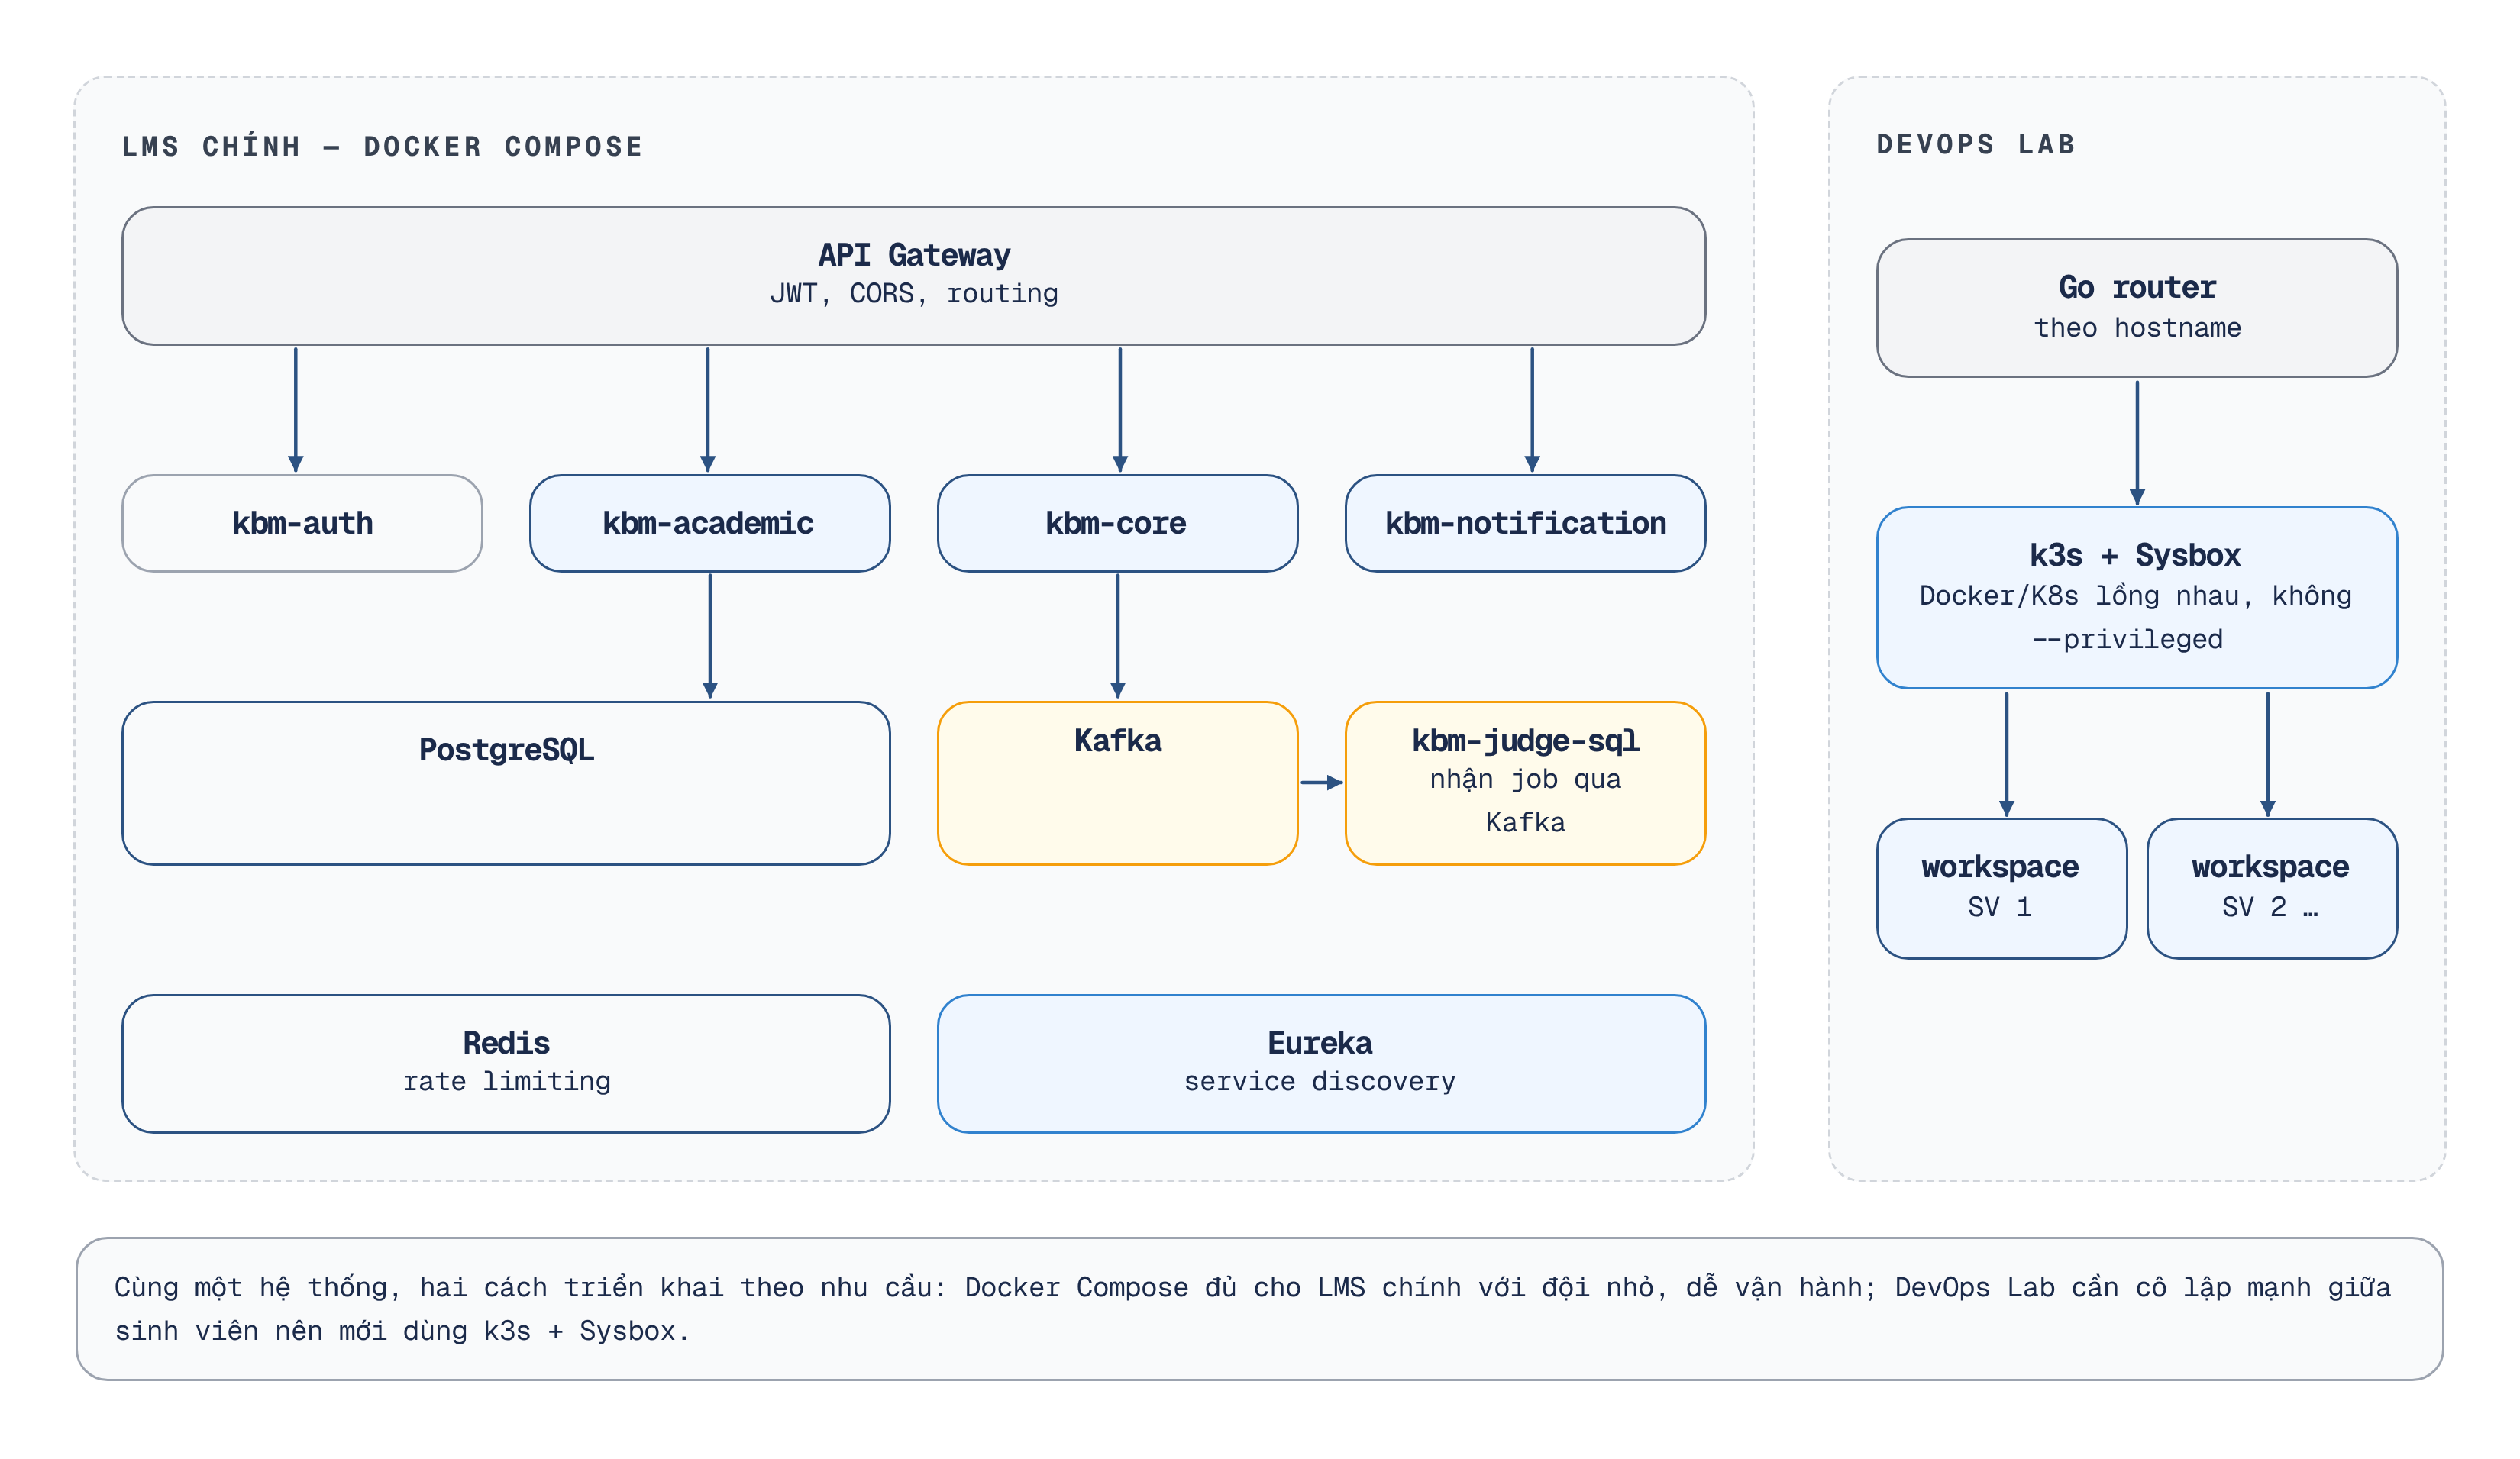 LMS CHÍNH — DOCKER COMPOSE
API Gateway
JWT, CORS, routing
kbm-auth
kbm-academic
kbm-core
kbm-notification
PostgreSQL
Kafka
kbm-judge-sql
nhận job qua
Kafka
Redis
rate limiting
Eureka
service discovery
DEVOPS LAB
Go router
theo hostname
k3s + Sysbox
Docker/K8s lồng nhau, không
--privileged
workspace
SV 1
workspace
SV 2 …
Cùng một hệ thống, hai cách triển khai theo nhu cầu: Docker Compose đủ cho LMS chính với đội nhỏ, dễ vận hành; DevOps Lab cần cô lập mạnh giữa
sinh viên nên mới dùng k3s + Sysbox.